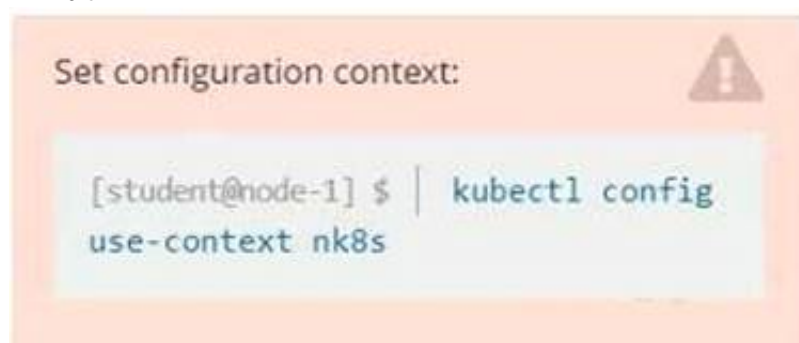 Set configuration context:
[student@node-1] $ | kubectl config
use-context nk8s